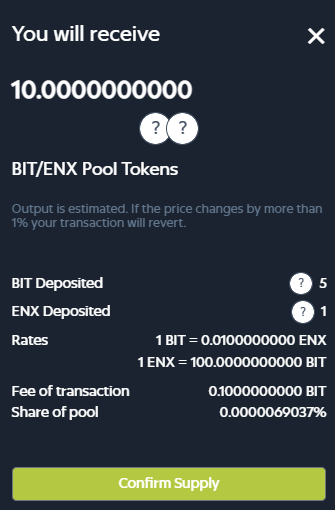 You will receive
10.0000000000
? ?
BIT/ENX Pool Tokens
Output is estimated. If the price changes by more than
1% your transaction will revert.
BIT Deposited ? 5
ENX Deposited ? 1
Rates 1 BIT = 0.0100000000 ENX
1 ENX = 100.0000000000 BIT
Fee of transaction 0.1000000000 BIT
Share of pool 0.0000069037%
Confirm Supply